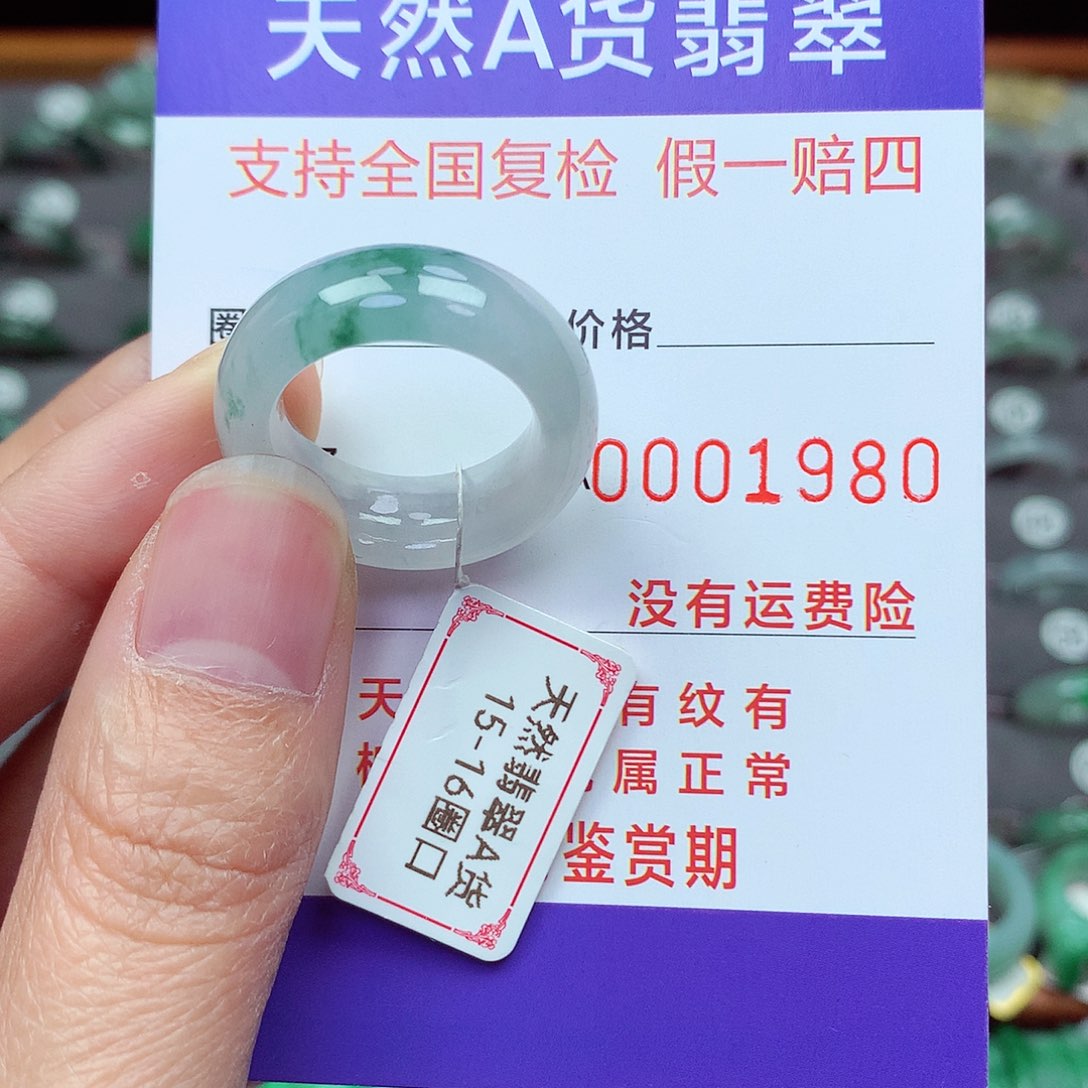 天然A货翡翠
支持全国复检 假一赔四
圈 价格
0001980
没有运费险
天 有纹有
属正常
鉴赏期
天然翡翠A货
15-16圈口